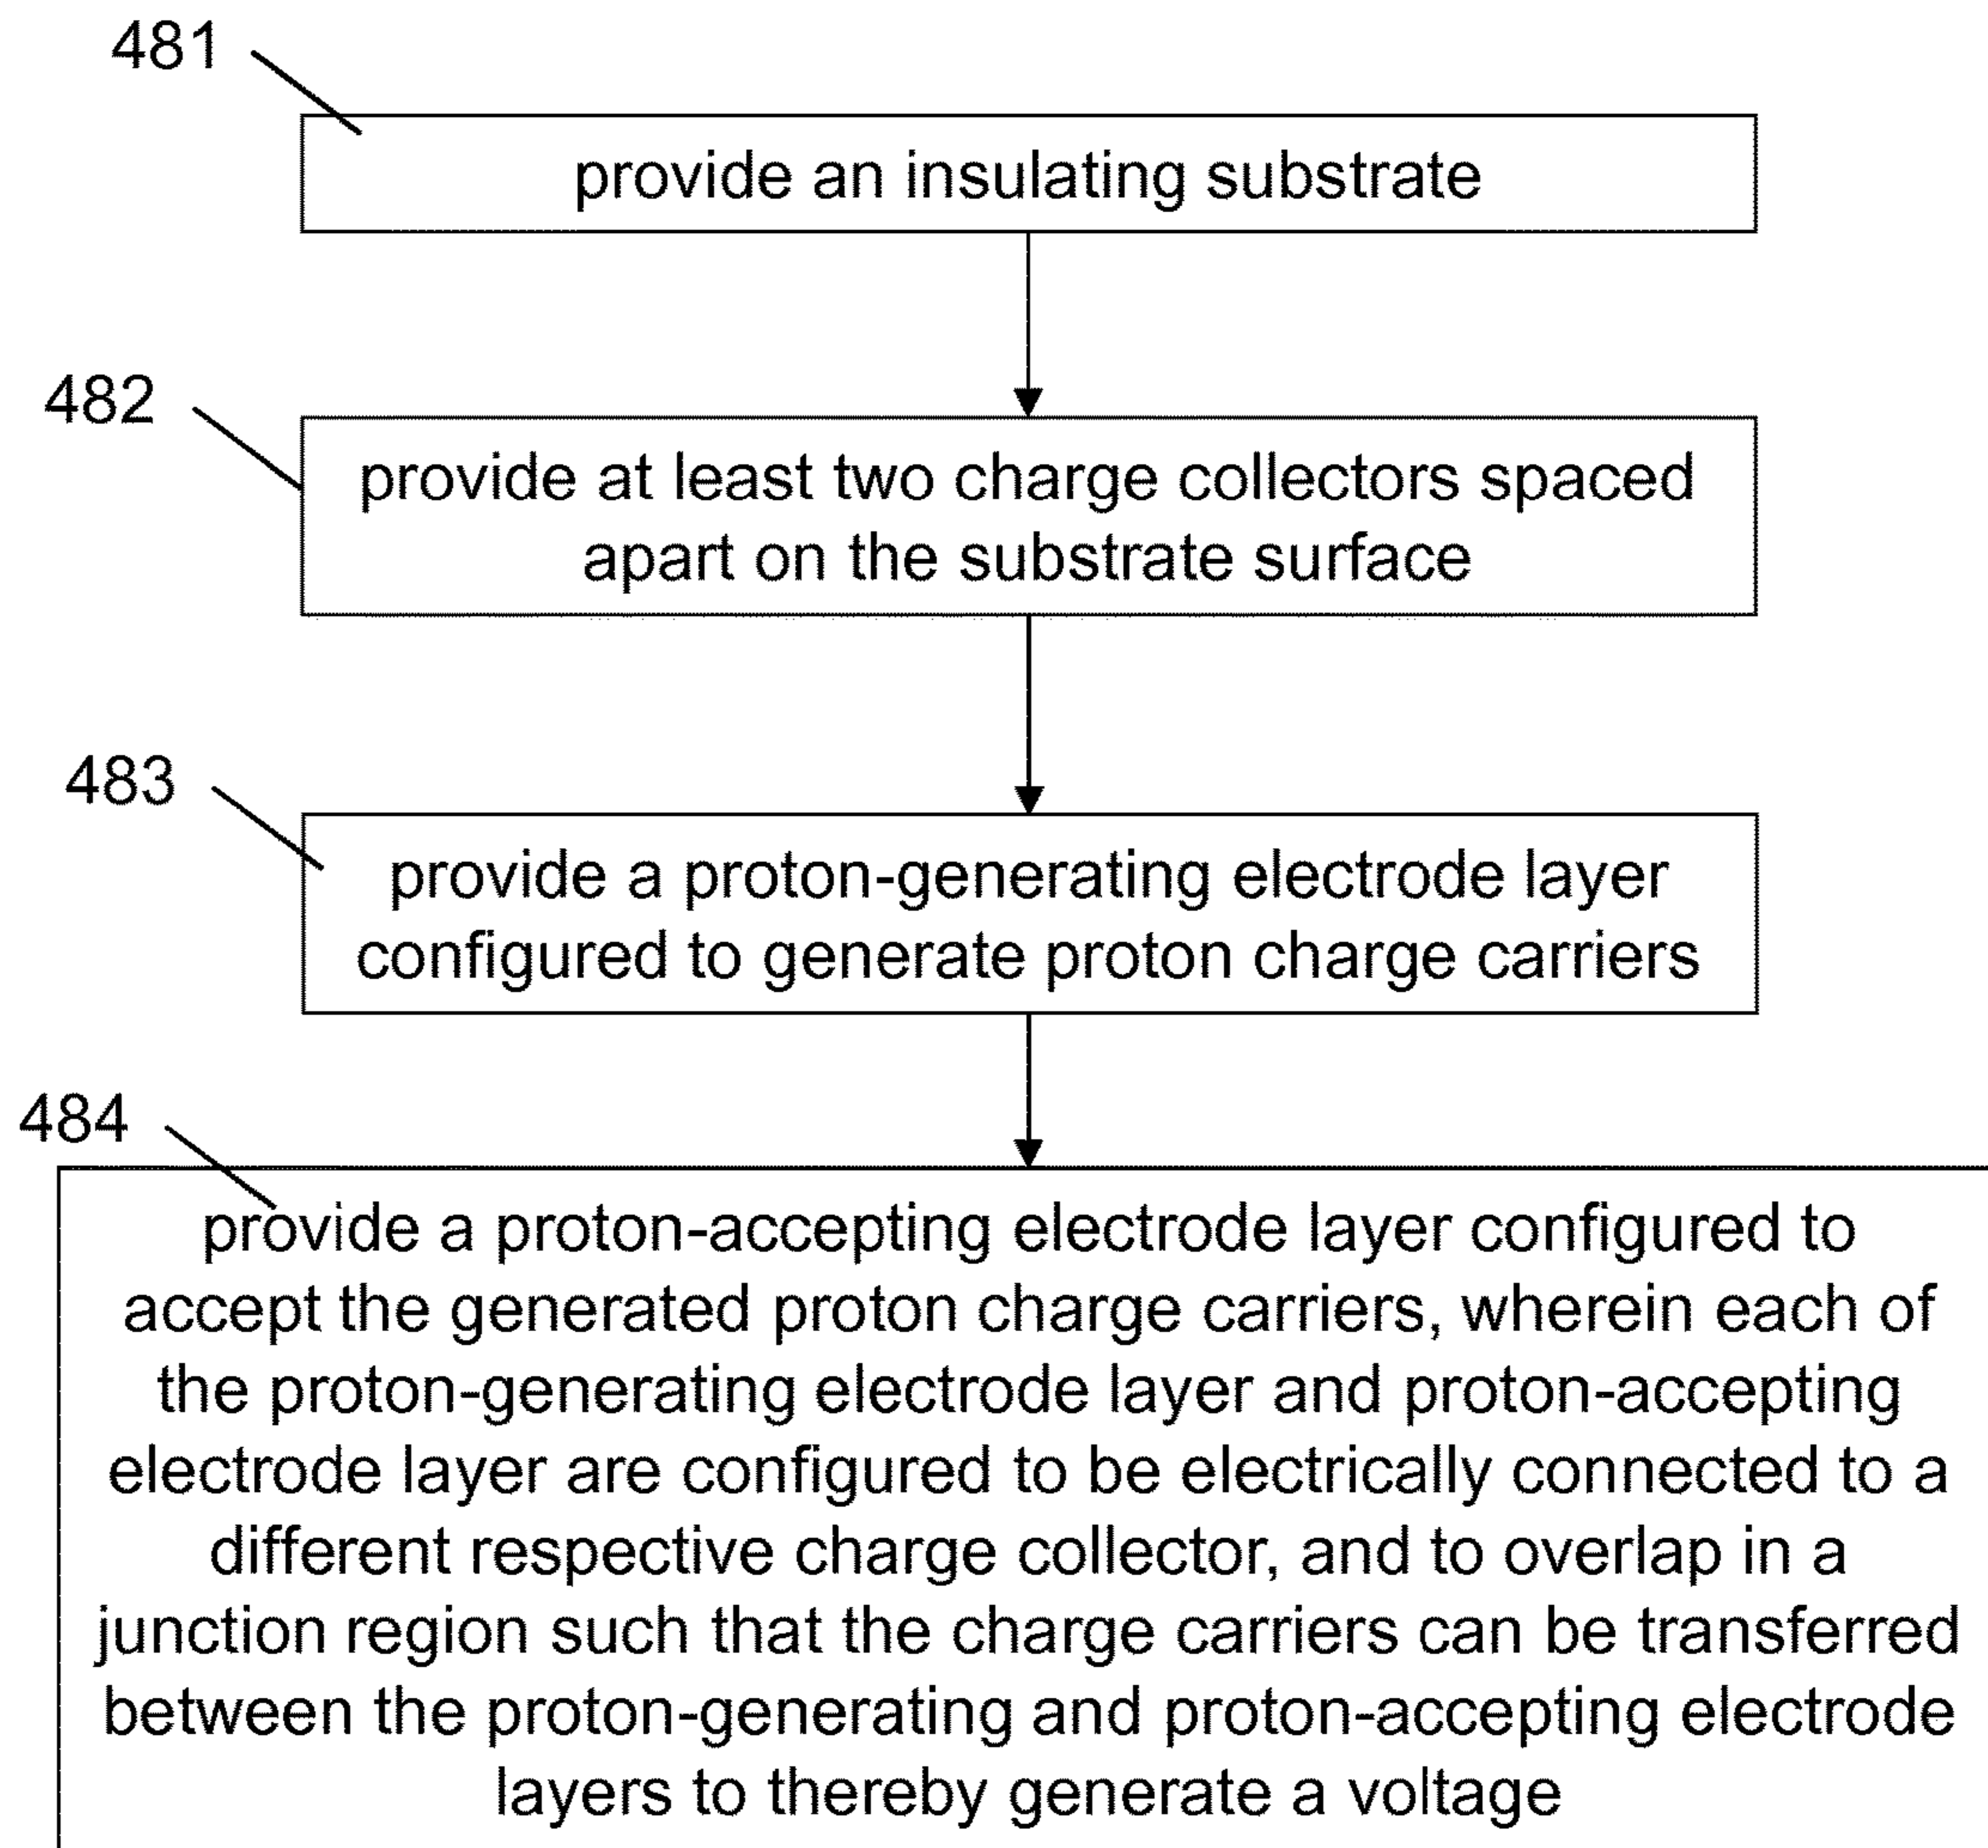 481
provide an insulating substrate
482
provide at least two charge collectors spaced
apart on the substrate surface
483
provide a proton-generating electrode layer
configured to generate proton charge carriers
484
provide a proton-accepting electrode layer configured to
accept the generated proton charge carriers, wherein each of
the proton-generating electrode layer and proton-accepting
electrode layer are configured to be electrically connected to a
different respective charge collector, and to overlap in a
junction region such that the charge carriers can be transferred
between the proton-generating and proton-accepting electrode
layers to thereby generate a voltage